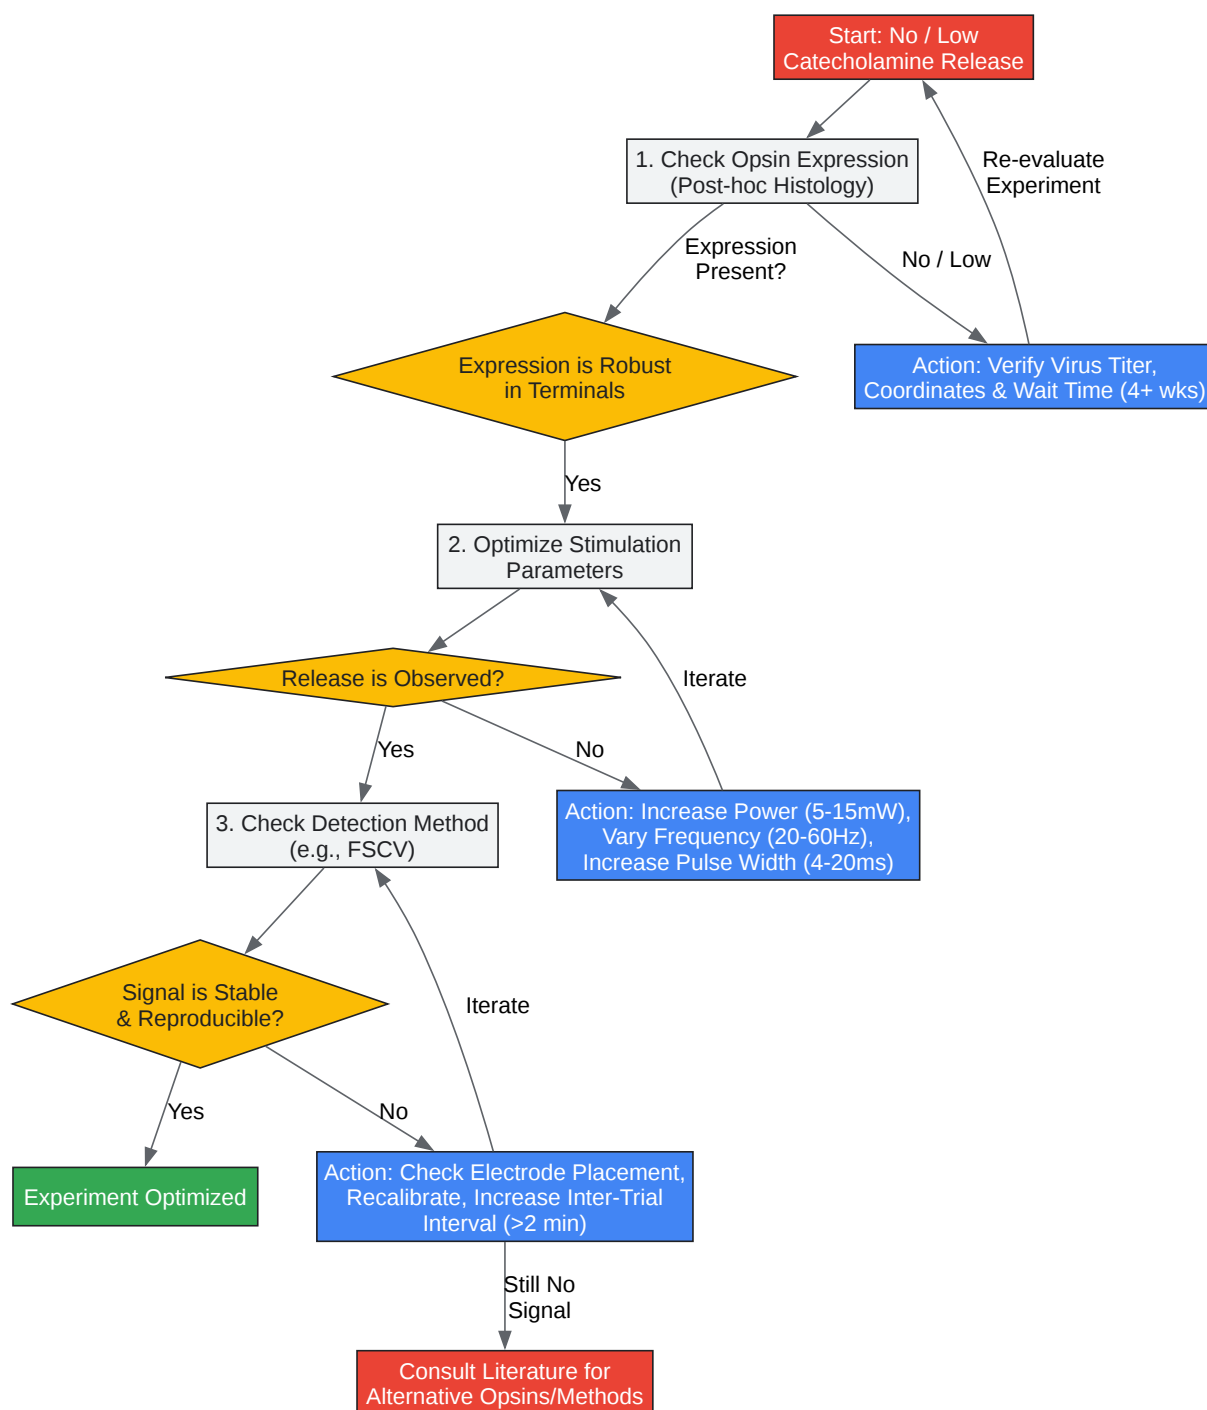 Start: No / Low
Catecholamine Release
1. Check Opsin Expression
(Post-hoc Histology)
Re-evaluate
Experiment
Expression
Present?
No / Low
Expression is Robust
in Terminals
Action: Verify Virus Titer,
Coordinates & Wait Time (4+ wks)
Yes
2. Optimize Stimulation
Parameters
Release is Observed?
Iterate
Yes
No
3. Check Detection Method
(e.g., FSCV)
Action: Increase Power (5-15mW),
Vary Frequency (20-60Hz),
Increase Pulse Width (4-20ms)
Signal is Stable
& Reproducible?
Iterate
Yes
No
Experiment Optimized
Action: Check Electrode Placement,
Recalibrate, Increase Inter-Trial
Interval (>2 min)
Still No
Signal
Consult Literature for
Alternative Opsins/Methods